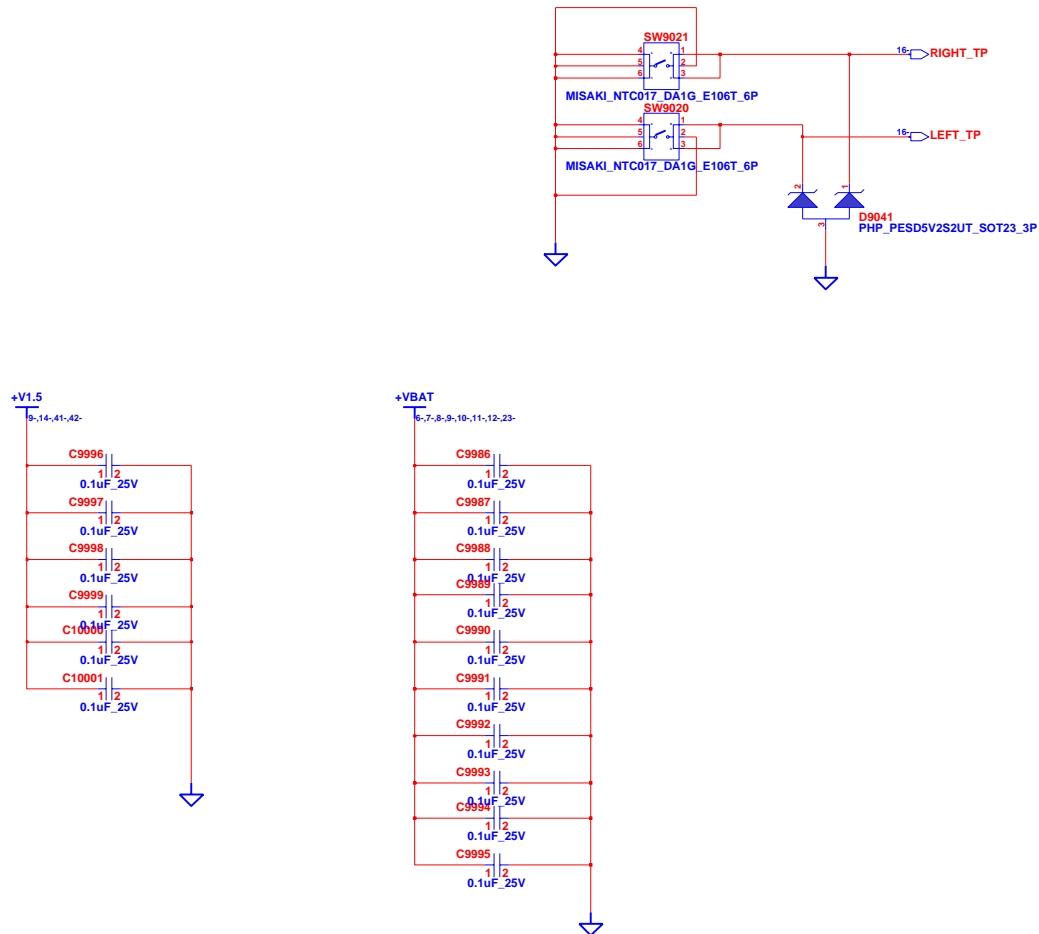 SW9021
4 1
5 2
6 3
16- RIGHT_TP
MISAKI_NTC017_DA1G_E106T_6P
SW9020
4 1
5 2
6 3
16- LEFT_TP
MISAKI_NTC017_DA1G_E106T_6P
2 1
D9041
3
PHP_PESD5V2S2UT_SOT23_3P
+V1.5
9-,14-,41-,42-
C9996
1 2
0.1uF_25V
C9997
1 2
0.1uF_25V
C9998
1 2
0.1uF_25V
C9999
1 2
0.1uF_25V
C10000
1 2
0.1uF_25V
C10001
1 2
0.1uF_25V
+VBAT
6-,7-,8-,9-,10-,11-,12-,23-
C9986
1 2
0.1uF_25V
C9987
1 2
0.1uF_25V
C9988
1 2
0.1uF_25V
C9989
1 2
0.1uF_25V
C9990
1 2
0.1uF_25V
C9991
1 2
0.1uF_25V
C9992
1 2
0.1uF_25V
C9993
1 2
0.1uF_25V
C9994
1 2
0.1uF_25V
C9995
1 2
0.1uF_25V